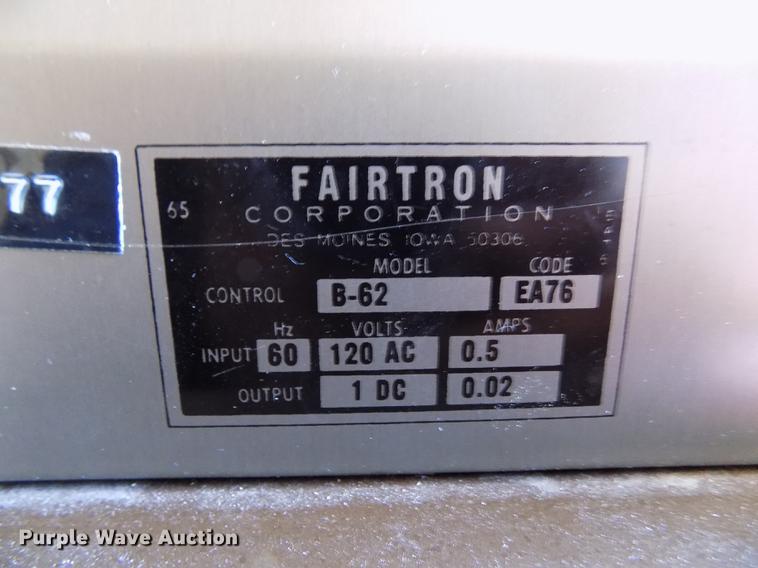 77
65
FAIRTRON
CORPORATION
DES MOINES IOWA 50306
MODEL CODE
CONTROL B-62 EA76
Hz VOLTS AMPS
INPUT 60 120 AC 0.5
OUTPUT 1 DC 0.02
Purple Wave Auction